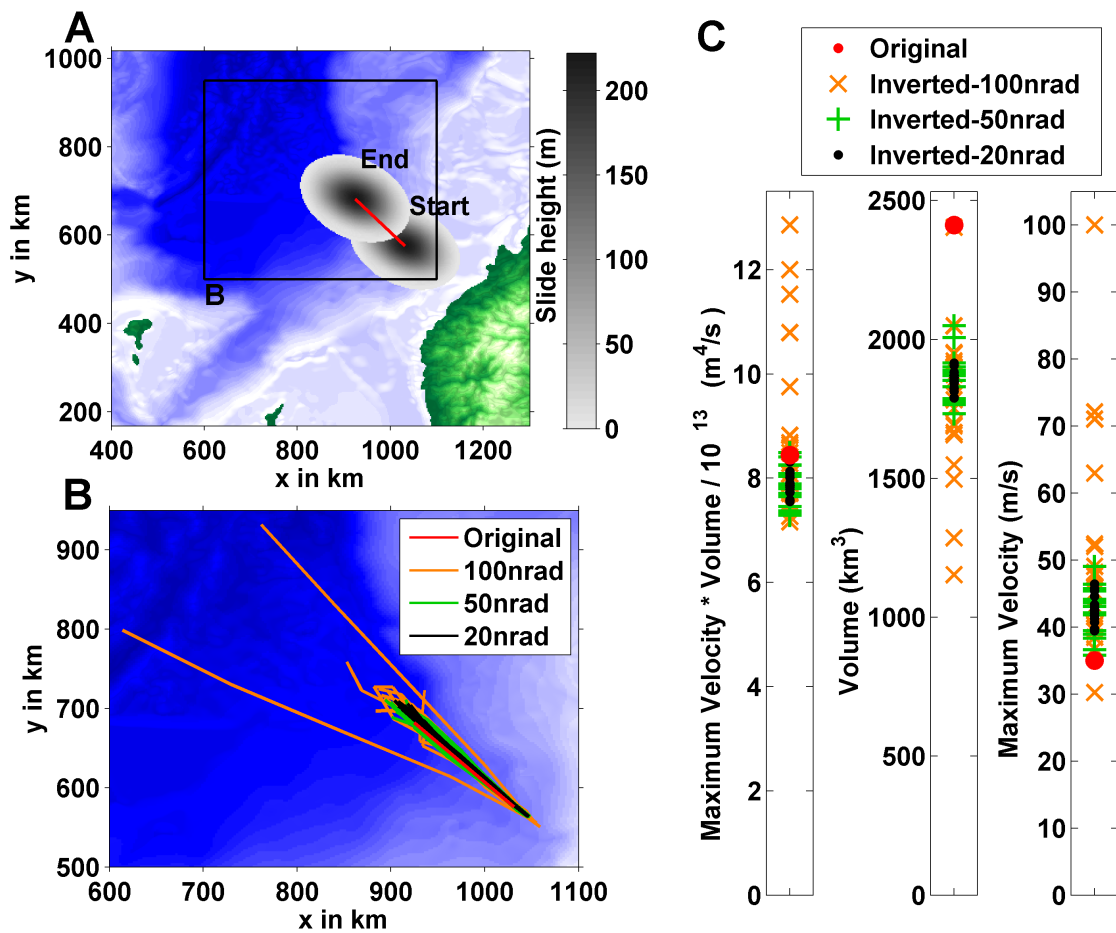 A
1000
800
600
400
200
y in km
400
600
800
1000
1200
x in km
End
Start
B
200
150
100
50
0
Slide height (m)
B
900
800
700
600
500
y in km
600
700
800
900
1000
1100
x in km
Original
100nrad
50nrad
20nrad
C
Original
Inverted-100nrad
Inverted-50nrad
Inverted-20nrad
12
10
8
6
4
2
0
Maximum Velocity * Volume / 10 13 (m4/s)
2500
2000
1500
1000
500
0
Volume (km3)
100
90
80
70
60
50
40
30
20
10
0
Maximum Velocity (m/s)